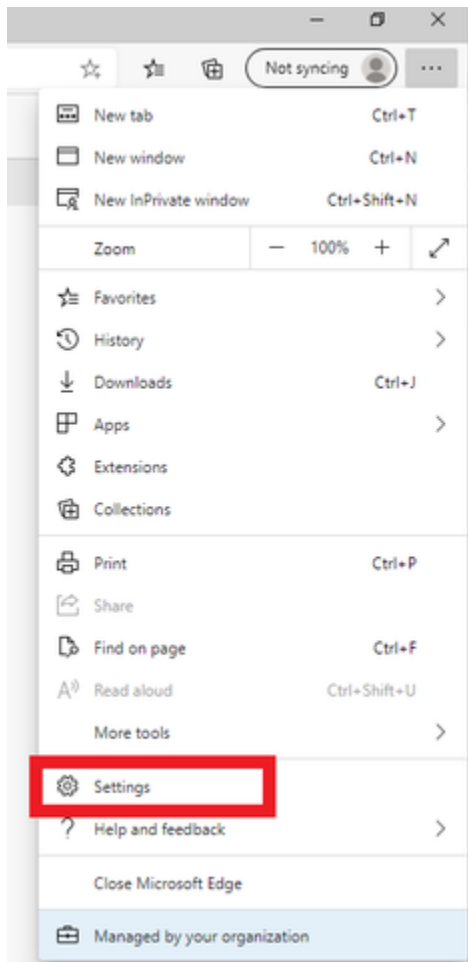 Not syncing
New tab Ctrl+T
New window Ctrl+N
New InPrivate window Ctrl+Shift+N
Zoom 100%
Favorites
History
Downloads Ctrl+J
Apps
Extensions
Collections
Print Ctrl+P
Share
Find on page Ctrl+F
Read aloud Ctrl+Shift+U
More tools
Settings
Help and feedback
Close Microsoft Edge
Managed by your organization